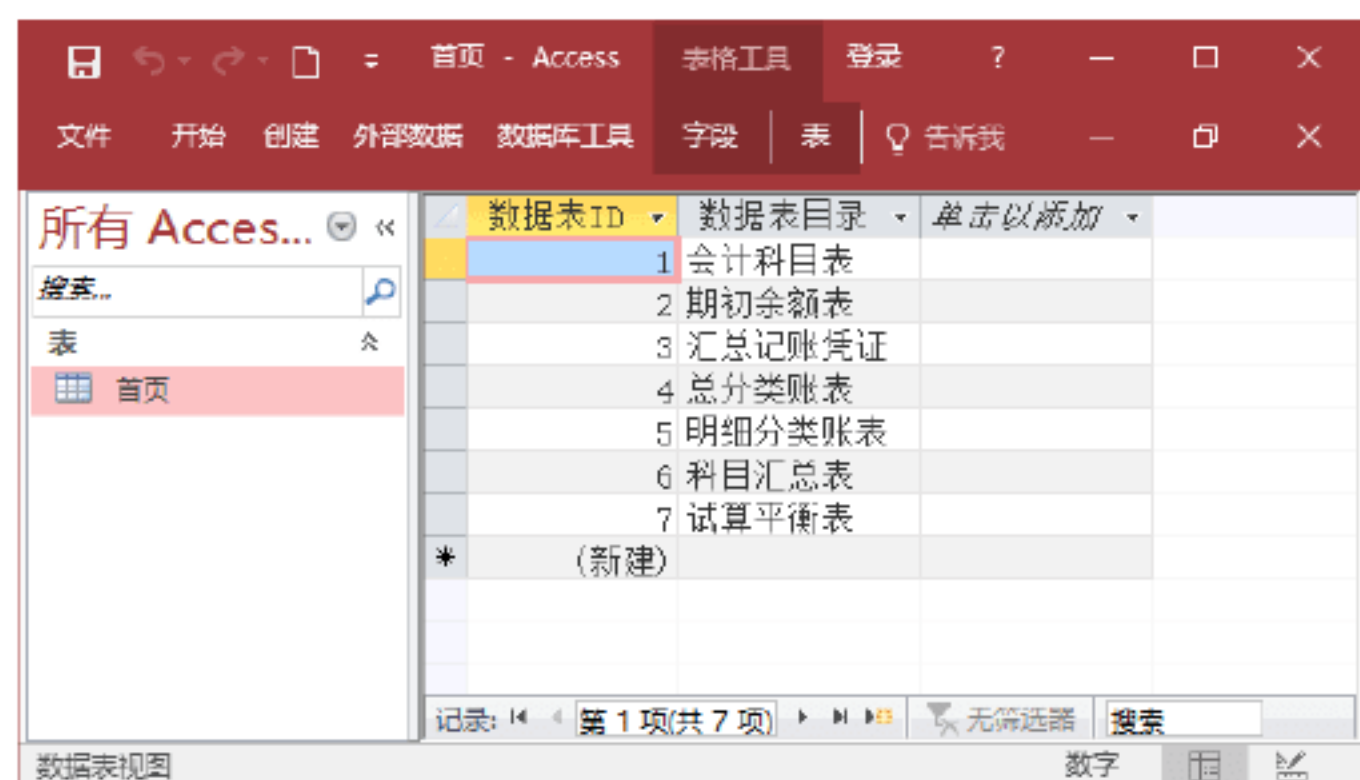 首页 - Access 表格工具 登录 ?
文件 开始 创建 外部数据 数据库工具 字段 表 告诉我
所有 Acces... «
搜索...
表
首页
数据表ID 数据表目录 单击以添加
1 会计科目表
2 期初余额表
3 汇总记账凭证
4 总分类账表
5 明细分类账表
6 科目汇总表
7 试算平衡表
* (新建)
记录: 第 1 项(共 7 项) 无筛选器 搜索
数据表视图 数字